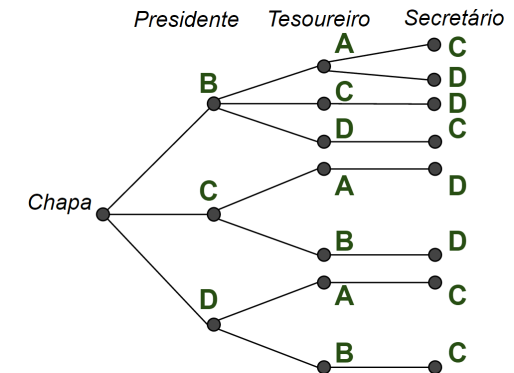 Presidente Tesoureiro Secretário
A C
B D
C D
D C
C A D
Chapa
B D
D A C
B C